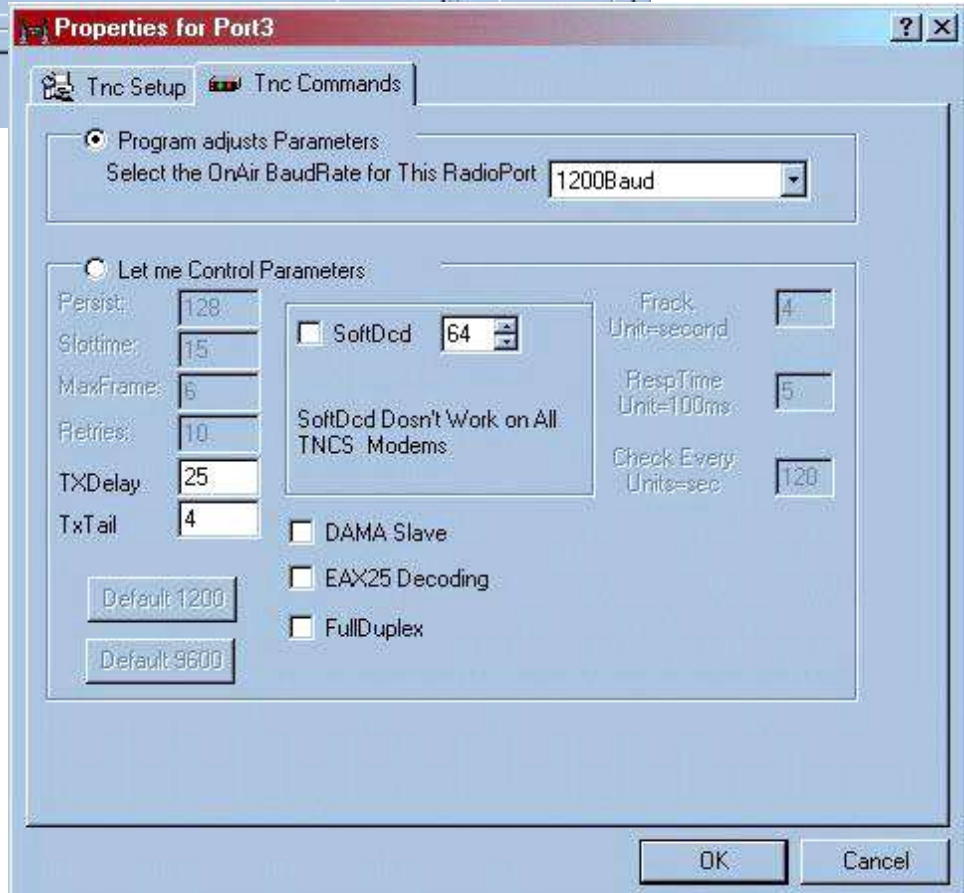 Properties for Port3
Tnc Setup
Tnc Commands
Program adjusts Parameters
Select the OnAir BaudRate for This RadioPort
1200Baud
Let me Control Parameters
Persist:
128
Slottime:
15
MaxFrame:
6
Retries:
10
TXDelay
25
TxTail
4
Default 1200
Default 9600
SoftDcd
64
SoftDcd Dosn't Work on All
TNCS Modems
DAMA Slave
EAX25 Decoding
FullDuplex
Frack
Unit=second
4
RespTime
Unit=100ms
5
Check Every
Units=sec
120
OK
Cancel